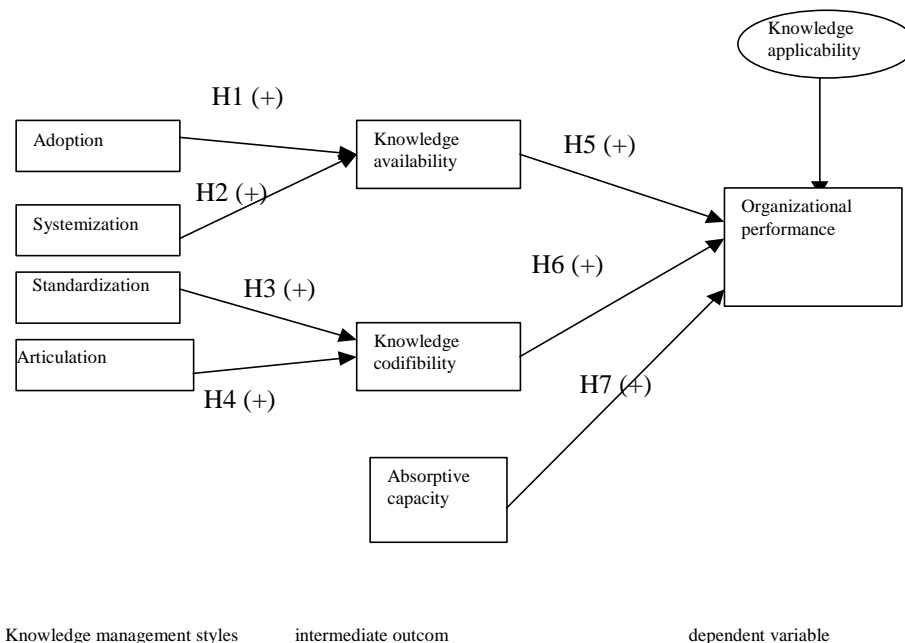 Knowledge
applicability
H1 (+)
Adoption
Knowledge
availability
H5 (+)
H2 (+)
Systemization
Organizational
performance
H6 (+)
Standardization
H3 (+)
Knowledge
codifibility
Articulation
H4 (+)
H7 (+)
Absorptive
capacity
Knowledge management styles
intermediate outcom
dependent variable